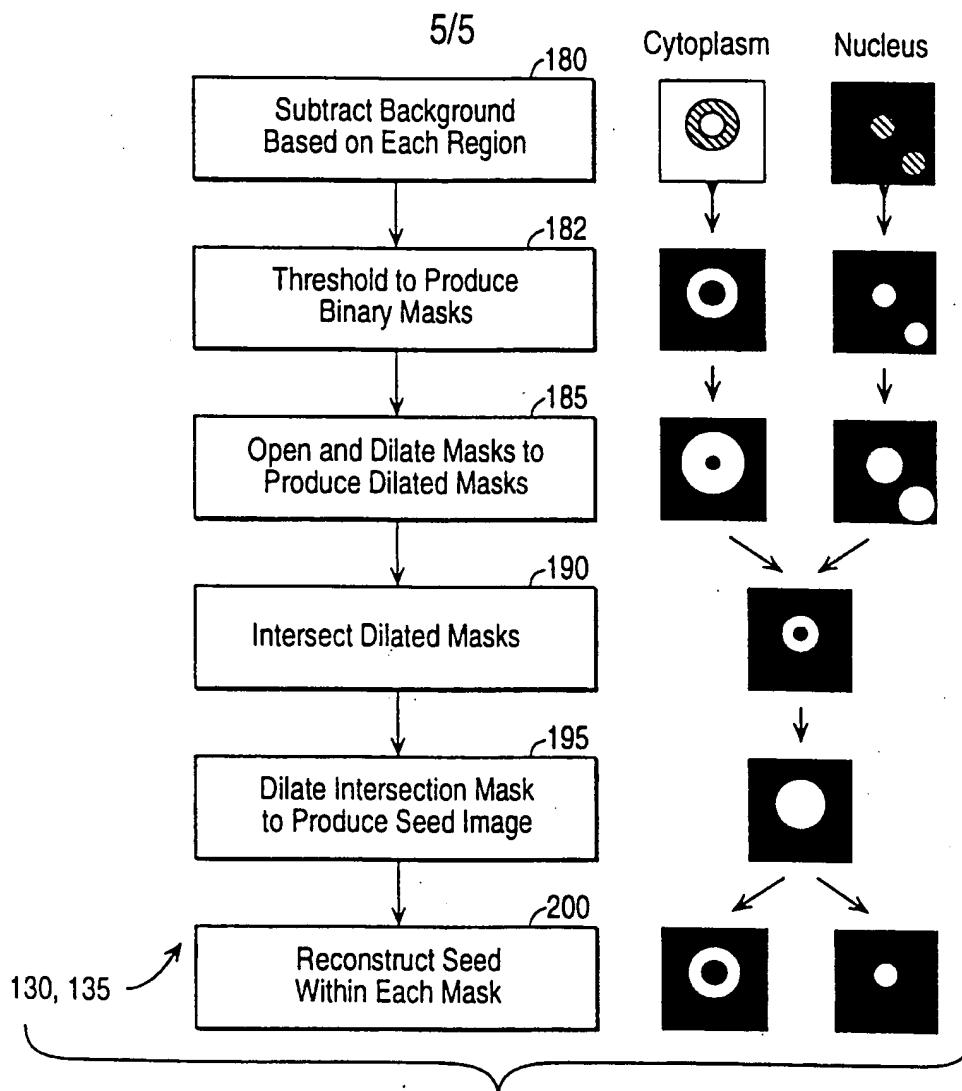 5/5
Cytoplasm
Nucleus
180
Subtract Background
Based on Each Region
182
Threshold to Produce
Binary Masks
185
Open and Dilate Masks to
Produce Dilated Masks
190
Intersect Dilated Masks
195
Dilate Intersection Mask
to Produce Seed Image
200
Reconstruct Seed
Within Each Mask
130, 135